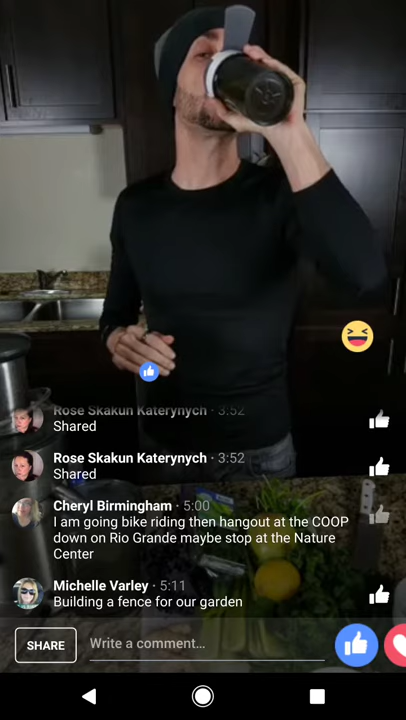 Rose Skakun Katerynych · 3:52
Shared
Rose Skakun Katerynych · 3:52
Shared
Cheryl Birmingham · 5:00
I am going bike riding then hangout at the COOP
down on Rio Grande maybe stop at the Nature
Center
Michelle Varley · 5:11
Building a fence for our garden
SHARE
Write a comment...